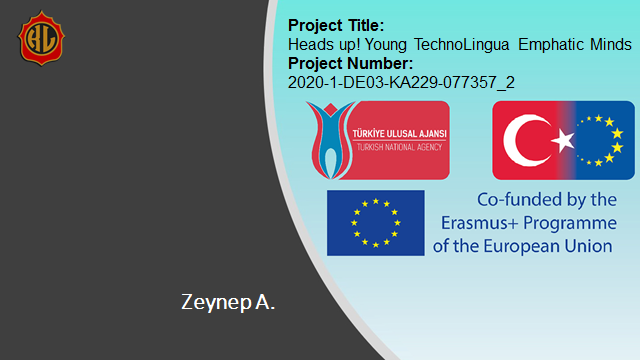 HL
Project Title:
Heads up! Young TechnoLingua Emphatic Minds
Project Number:
2020-1-DE03-KA229-077357_2
TÜRKİYE ULUSAL AJANSI
TURKISH NATIONAL AGENCY
Co-funded by the
Erasmus+ Programme
of the European Union
Zeynep A.